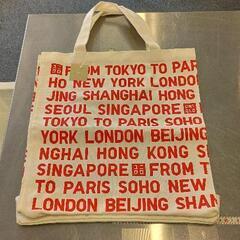 FROM TOKYO TO PAR
HO NEW YORK LONDON
JING SHANGHAI HONG
SEOUL SINGAPORE
FROM TOKYO TO PARIS SOHO
YORK LONDON BEIJING
NGHAI HONG KONG S
SINGAPORE FROM T
TO PARIS SOHO NEW
LONDON BEIJING SHAN